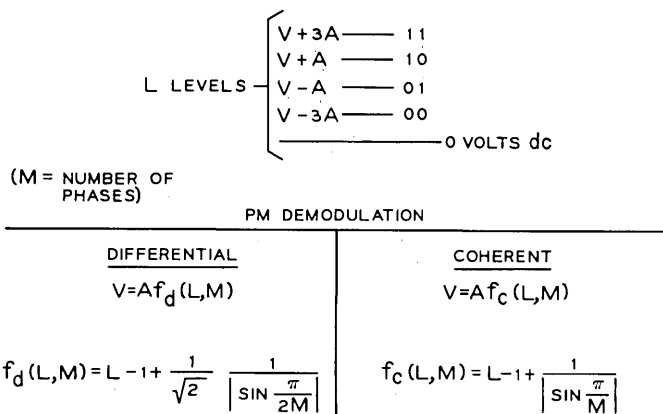 V+3A — 11
V+A — 10
L LEVELS
V-A — 01
V-3A — 00
0 VOLTS dc
(M = NUMBER OF
PHASES)
PM DEMODULATION
DIFFERENTIAL
V=Af_d(L,M)
f_d(L,M) = L-1+ 1/√2 1/|SIN π/2M|
COHERENT
V=Af_c(L,M)
f_c(L,M) = L-1+ 1/|SIN π/M|